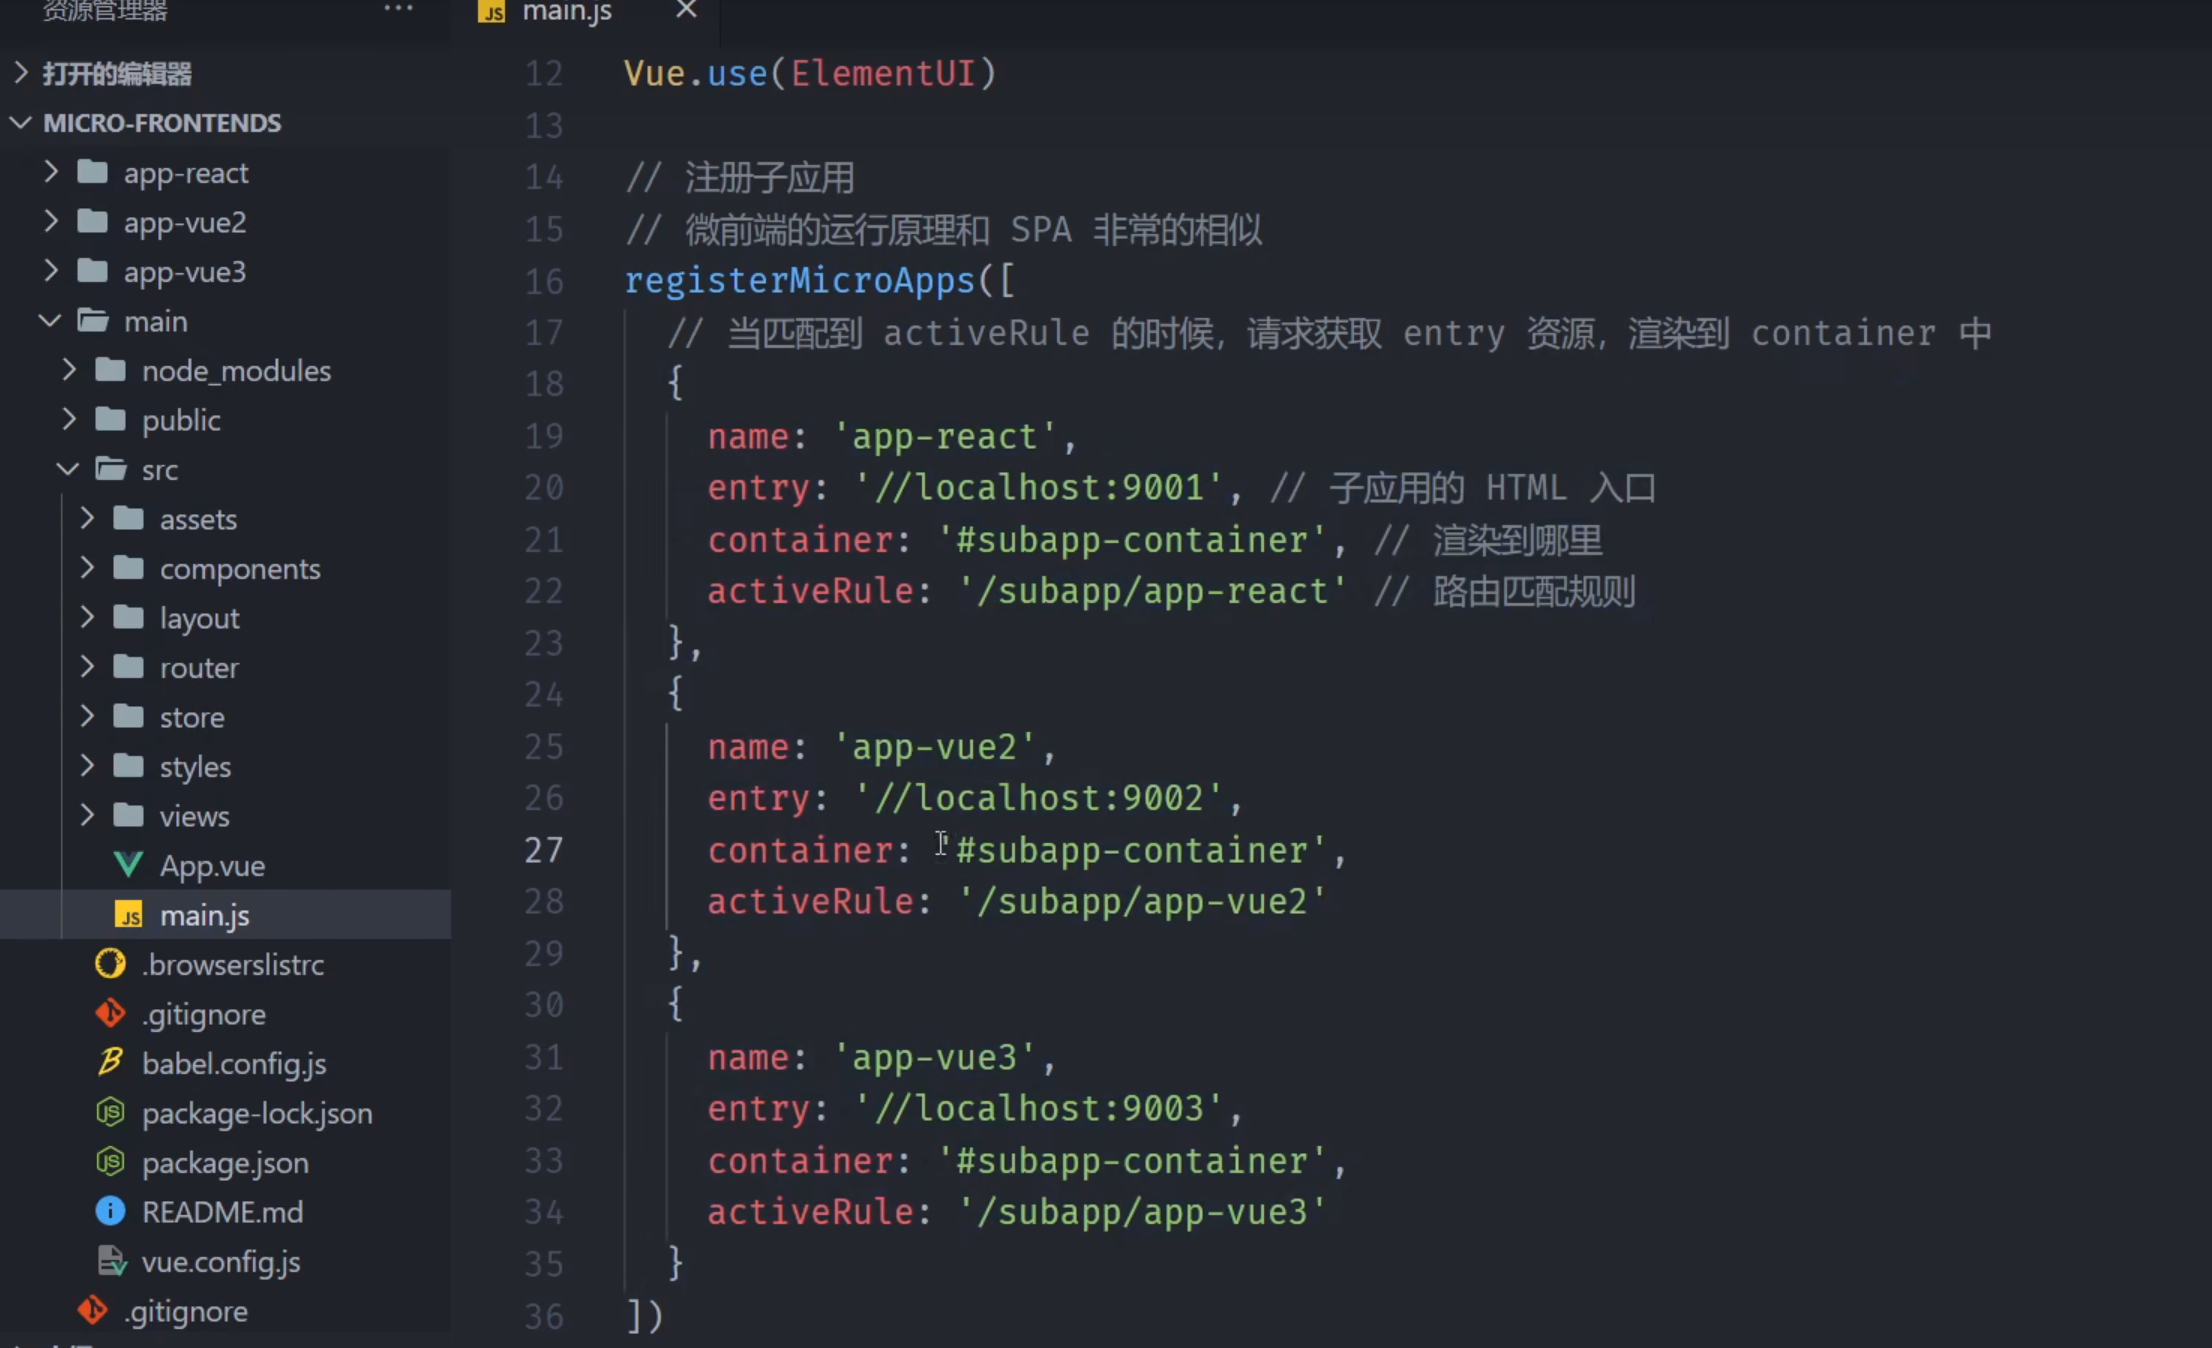 资源管理器 ···
打开的编辑器
MICRO-FRONTENDS
app-react
app-vue2
app-vue3
main
node_modules
public
src
assets
components
layout
router
store
styles
views
App.vue
JS main.js
.browserslistrc
.gitignore
babel.config.js
package-lock.json
package.json
README.md
vue.config.js
.gitignore
JS main.js ×
12 Vue.use(ElementUI)
13
14 // 注册子应用
15 // 微前端的运行原理和 SPA 非常的相似
16 registerMicroApps([
17 // 当匹配到 activeRule 的时候，请求获取 entry 资源，渲染到 container 中
18 {
19 name: 'app-react',
20 entry: '//localhost:9001', // 子应用的 HTML 入口
21 container: '#subapp-container', // 渲染到哪里
22 activeRule: '/subapp/app-react' // 路由匹配规则
23 },
24 {
25 name: 'app-vue2',
26 entry: '//localhost:9002',
27 container: '#subapp-container',
28 activeRule: '/subapp/app-vue2'
29 },
30 {
31 name: 'app-vue3',
32 entry: '//localhost:9003',
33 container: '#subapp-container',
34 activeRule: '/subapp/app-vue3'
35 }
36 ])